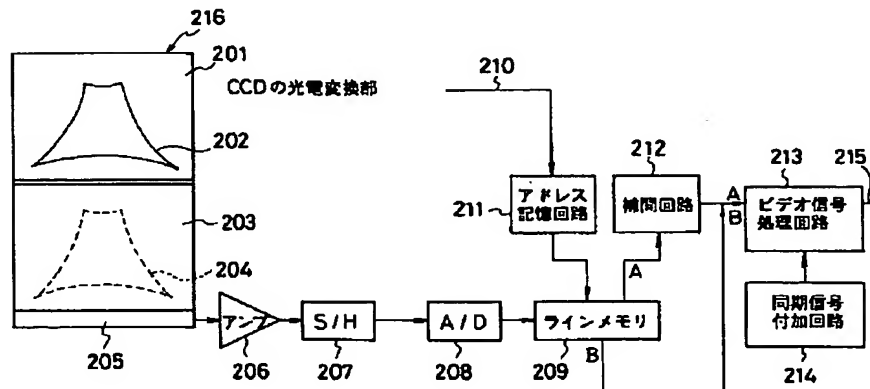 216
201
CCDの光電変換部
202
203
204
205
アンプ
206
S/H
207
A/D
208
ラインメモリ
209
210
アドレス
記憶回路
211
212
補間回路
A
B
A
B
213
ビデオ信号
処理回路
215
同期信号
付加回路
214